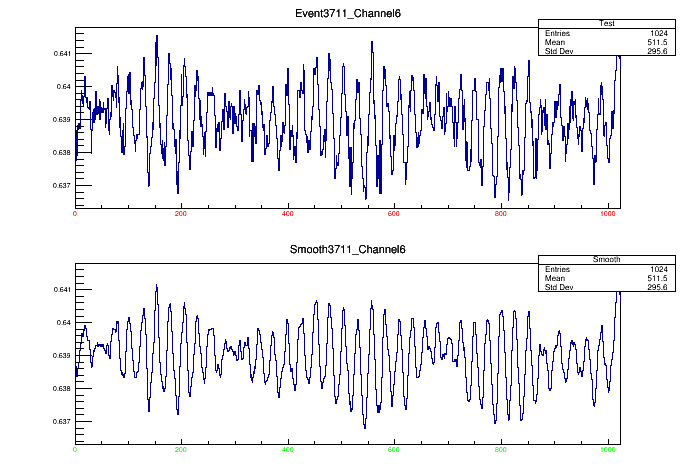 Event3711_Channel6
Test
Entries 1024
Mean 511.5
Std Dev 295.6
0.641
0.64
0.639
0.638
0.637
0 200 400 600 800 1000
Smooth3711_Channel6
Smooth
Entries 1024
Mean 511.5
Std Dev 295.6
0.641
0.64
0.639
0.638
0.637
0 200 400 600 800 1000